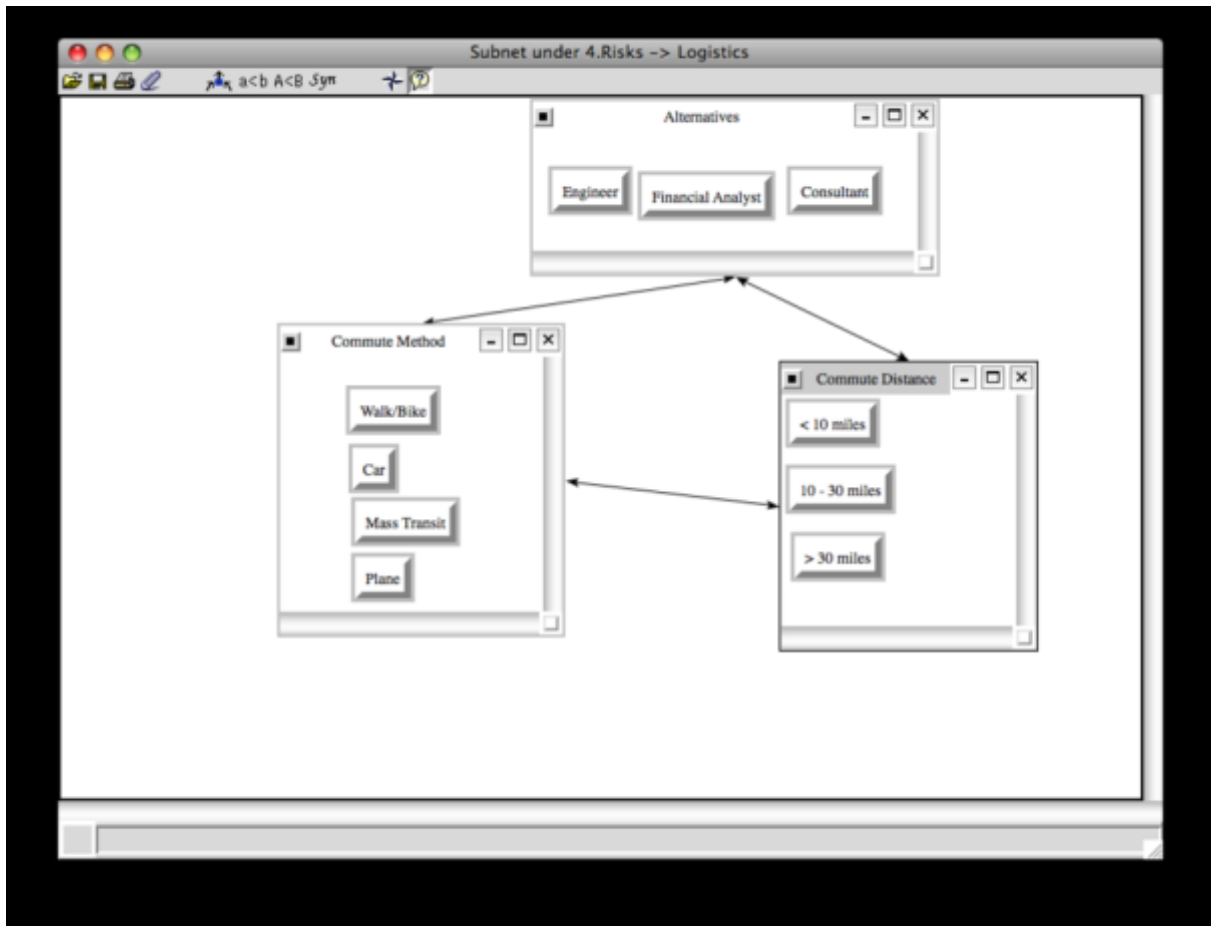 Subnet under 4.Risks -> Logistics
a<b A<B Syn
Alternatives
Engineer
Financial Analyst
Consultant
Commute Method
Walk/Bike
Car
Mass Transit
Plane
Commute Distance
< 10 miles
10 - 30 miles
> 30 miles